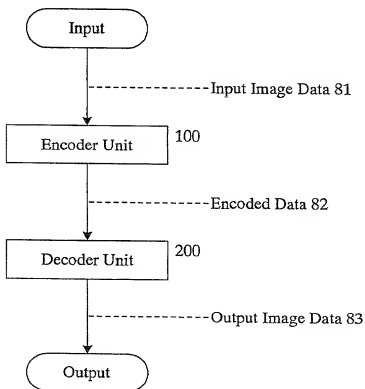 Input
Input Image Data 81
Encoder Unit
100
Encoded Data 82
Decoder Unit
200
Output Image Data 83
Output